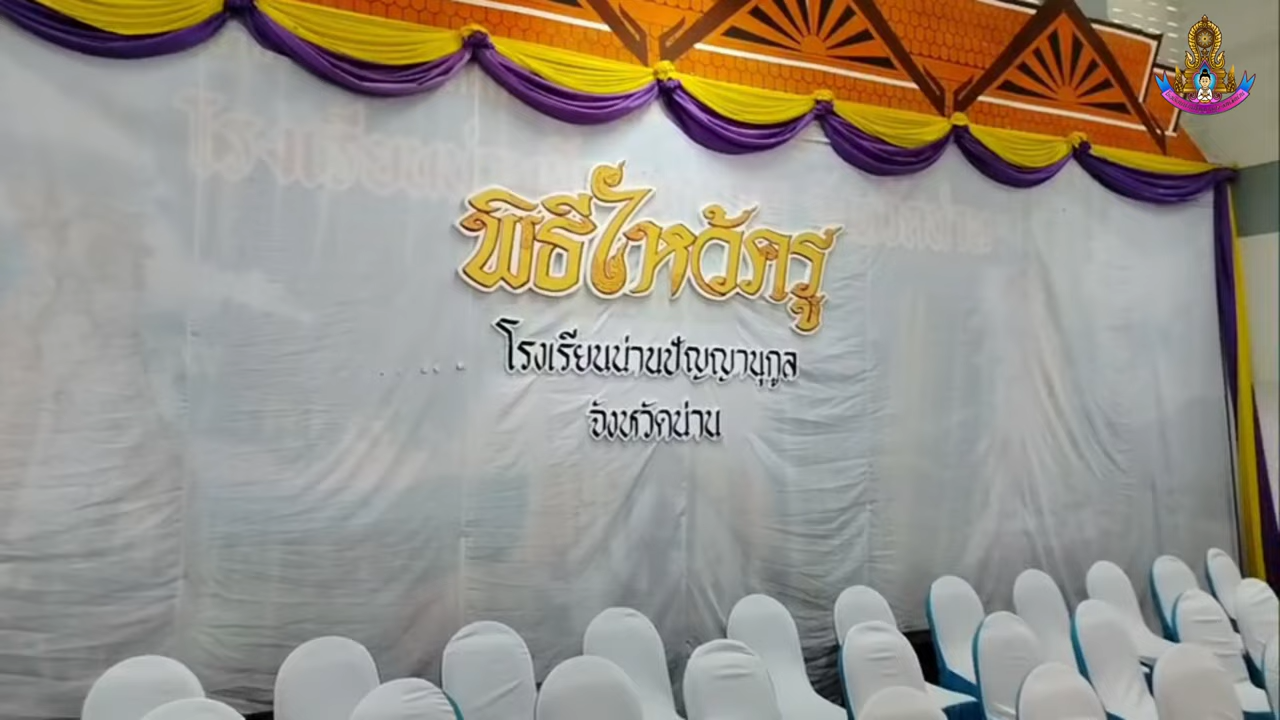 พิธีไหว้ครู
โรงเรียนน่านปัญญานุกูล
จังหวัดน่าน